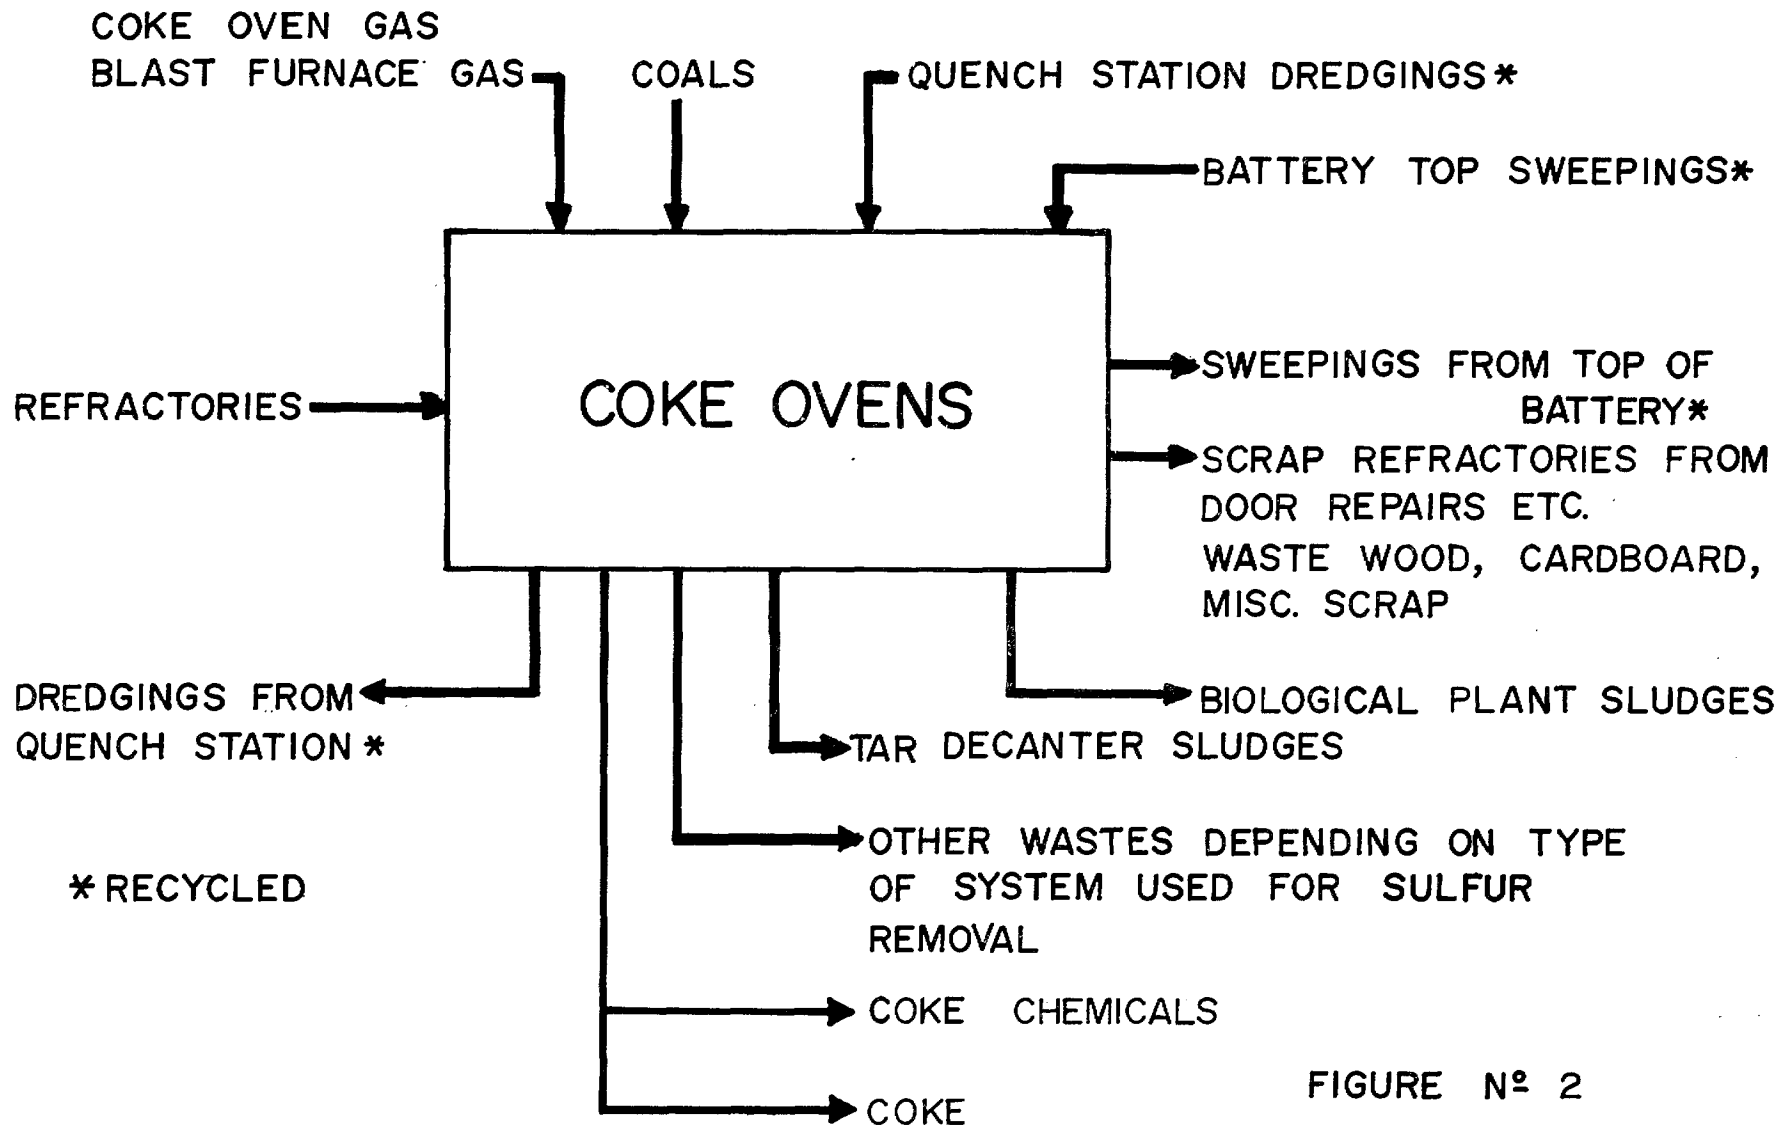 COKE OVEN GAS
BLAST FURNACE GAS
COALS
QUENCH STATION DREDGINGS*
BATTERY TOP SWEEPINGS*
REFRACTORIES
COKE OVENS
SWEEPINGS FROM TOP OF
BATTERY*
SCRAP REFRACTORIES FROM
DOOR REPAIRS ETC.
WASTE WOOD, CARDBOARD,
MISC. SCRAP
DREDGINGS FROM
QUENCH STATION*
BIOLOGICAL PLANT SLUDGES
TAR DECANTER SLUDGES
OTHER WASTES DEPENDING ON TYPE
OF SYSTEM USED FOR SULFUR
REMOVAL
* RECYCLED
COKE CHEMICALS
COKE
FIGURE Nº 2